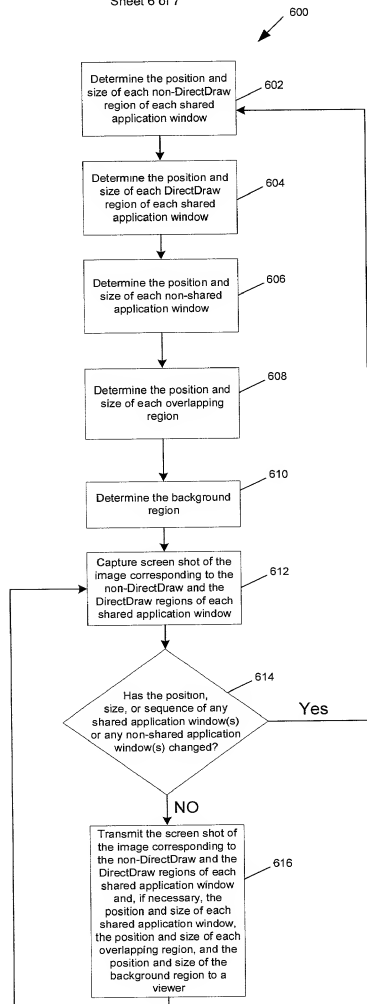 Sheet 6 of 7
600
Determine the position and
size of each non-DirectDraw
region of each shared
application window
602
Determine the position and
size of each DirectDraw
region of each shared
application window
604
Determine the position and
size of each non-shared
application window
606
Determine the position and
size of each overlapping
region
608
Determine the background
region
610
Capture screen shot of the
image corresponding to the
non-DirectDraw and the
DirectDraw regions of each
shared application window
612
Has the position,
size, or sequence of any
shared application window(s)
or any non-shared application
window(s) changed?
614
Yes
NO
Transmit the screen shot of
the image corresponding to
the non-DirectDraw and the
DirectDraw regions of each
shared application window
and, if necessary, the
position and size of each
shared application window,
the position and size of each
overlapping region, and the
position and size of the
background region to a
viewer
616